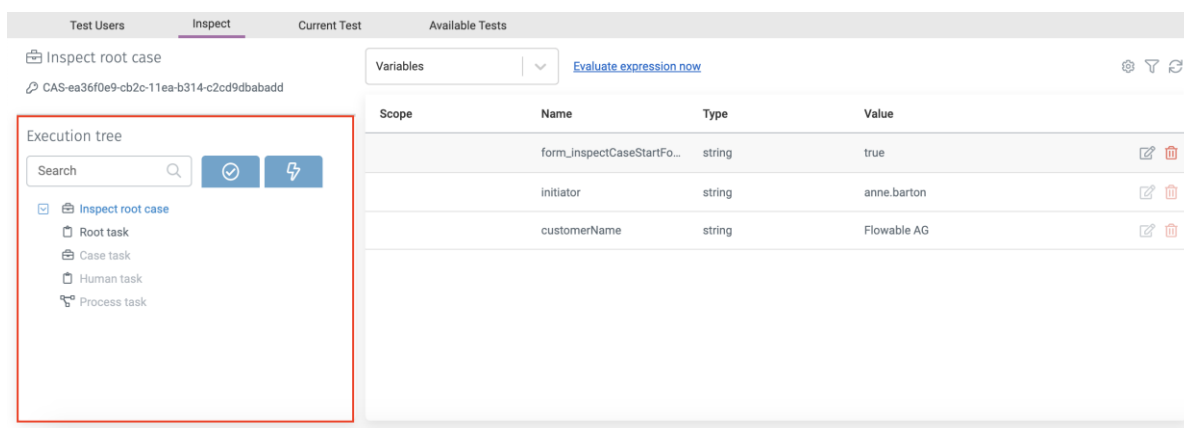 Test Users Inspect Current Test Available Tests
Inspect root case
CAS-ea36f0e9-cb2c-11ea-b314-c2cd9dbabadd
Variables Evaluate expression now
Execution tree
Search
Inspect root case
Root task
Case task
Human task
Process task
Scope Name Type Value
form_inspectCaseStartFo... string true
initiator string anne.barton
customerName string Flowable AG